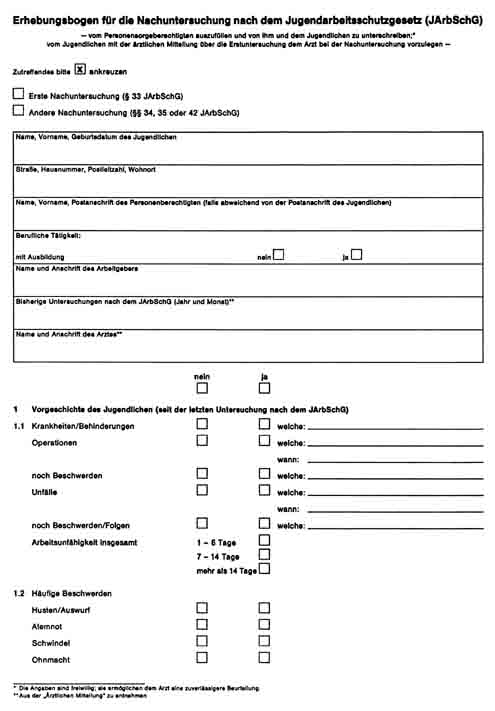 Erhebungsbogen für die Nachuntersuchung nach dem Jugendarbeitsschutzgesetz (JArbSchG)
— vom Personensorgeberechtigten auszufüllen und von ihm und dem Jugendlichen zu unterschreiben;*
vom Jugendlichen mit der ärztlichen Mitteilung über die Erstuntersuchung dem Arzt bei der Nachuntersuchung vorzulegen —
Zutreffendes bitte x ankreuzen
Erste Nachuntersuchung (§ 33 JArbSchG)
Andere Nachuntersuchung (§§ 34, 35 oder 42 JArbSchG)
Name, Vorname, Geburtsdatum des Jugendlichen
Straße, Hausnummer, Postleitzahl, Wohnort
Name, Vorname, Postanschrift des Personenberechtigten (falls abweichend von der Postanschrift des Jugendlichen)
Berufliche Tätigkeit:
mit Ausbildung nein ja
Name und Anschrift des Arbeitgebers
Bisherige Untersuchungen nach dem JArbSchG (Jahr und Monat)**
Name und Anschrift des Arztes**
nein ja
1 Vorgeschichte des Jugendlichen (seit der letzten Untersuchung nach dem JArbSchG)
1.1 Krankheiten/Behinderungen welche:
Operationen welche:
wann:
noch Beschwerden welche:
Unfälle welche:
wann:
noch Beschwerden/Folgen welche:
Arbeitsunfähigkeit insgesamt 1 – 6 Tage
7 – 14 Tage
mehr als 14 Tage
1.2 Häufige Beschwerden
Husten/Auswurf
Atemnot
Schwindel
Ohnmacht
* Die Angaben sind freiwillig; sie ermöglichen dem Arzt eine zuverlässigere Beurteilung.
** Aus der „Ärztlichen Mitteilung" zu entnehmen